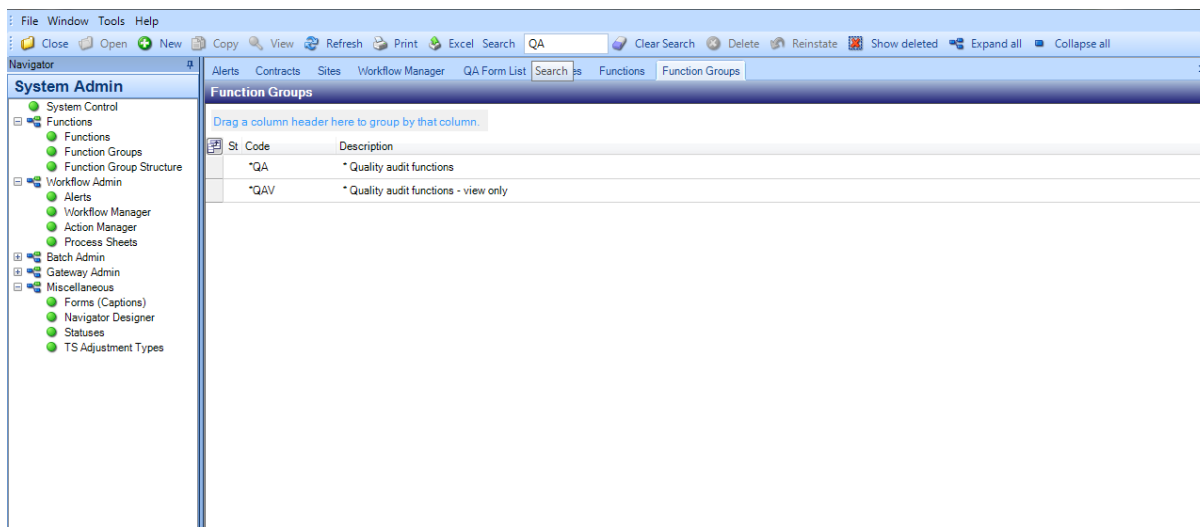 File Window Tools Help
Close Open New Copy View Refresh Print Excel Search QA Clear Search Delete Reinstate Show deleted Expand all Collapse all
Navigator
Alerts Contracts Sites Workflow Manager QA Form List Search es Functions Function Groups
System Admin
Function Groups
System Control
Functions
Functions
Function Groups
Function Group Structure
Workflow Admin
Alerts
Workflow Manager
Action Manager
Process Sheets
Batch Admin
Gateway Admin
Miscellaneous
Forms (Captions)
Navigator Designer
Statuses
TS Adjustment Types
Drag a column header here to group by that column.
St Code Description
*QA * Quality audit functions
*QAV * Quality audit functions - view only